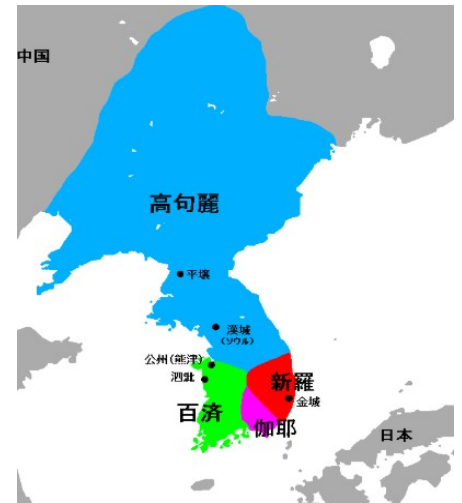 中国
高句麗
平壌
漢城
(ソウル)
公州(熊津)
泗沘
新羅
金城
百済
伽耶
日本